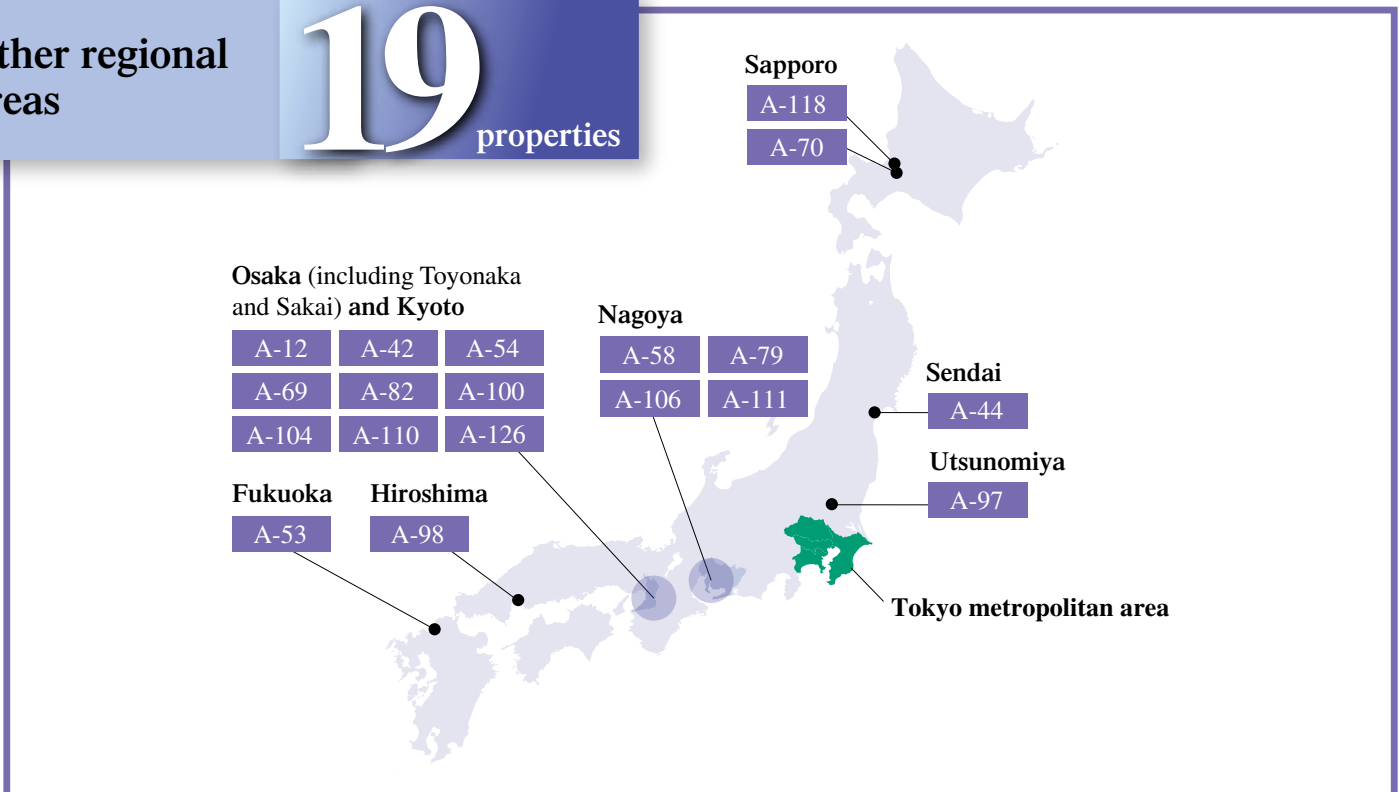 ther regional
reas
19
properties
Sapporo
A-118
A-70
Osaka (including Toyonaka
and Sakai) and Kyoto
A-12 A-42 A-54
A-69 A-82 A-100
A-104 A-110 A-126
Nagoya
A-58 A-79
A-106 A-111
Sendai
A-44
Utsunomiya
A-97
Fukuoka
A-53
Hiroshima
A-98
Tokyo metropolitan area